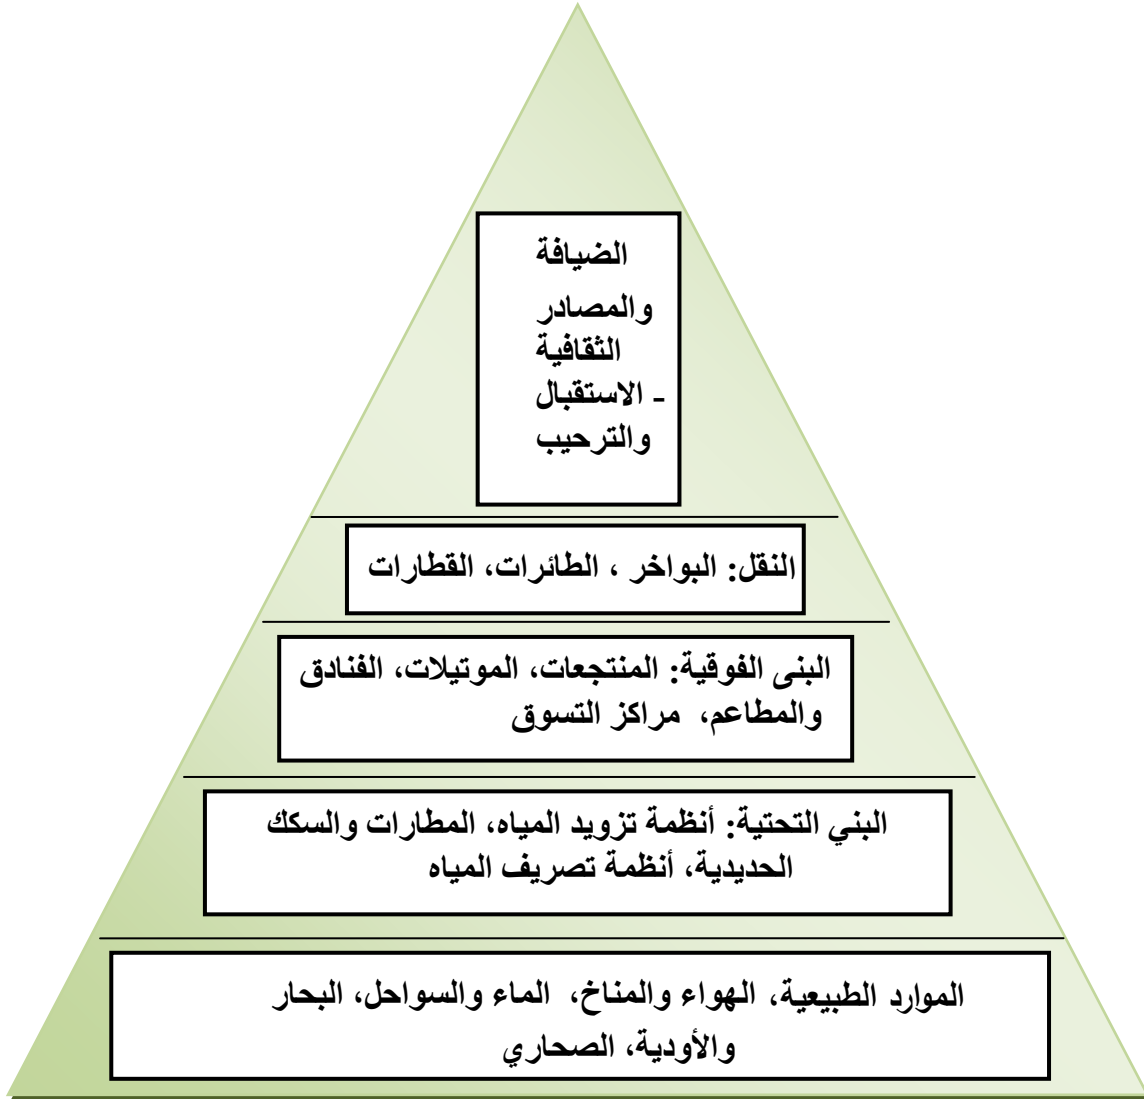 الضيافة
والمصادر
الثقافية
- الاستقبال
والترحيب
النقل: البواخر ، الطائرات، القطارات
البنى الفوقية: المنتجعات، الموتيلات، الفنادق
والمطاعم، مراكز التسوق
البني التحتية: أنظمة تزويد المياه، المطارات والسكك
الحديدية، أنظمة تصريف المياه
الموارد الطبيعية، الهواء والمناخ، الماء والسواحل، البحار
والأودية، الصحاري